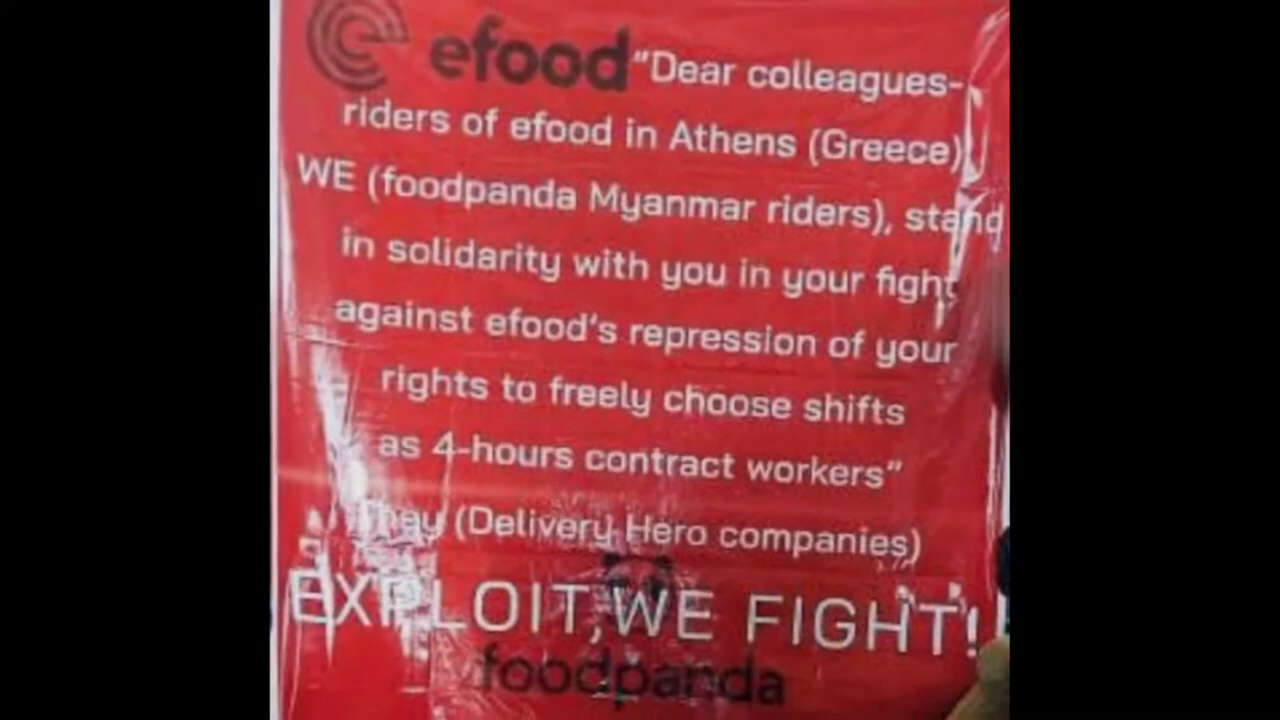 efood "Dear colleagues-
riders of efood in Athens (Greece)
WE (foodpanda Myanmar riders), stand
in solidarity with you in your fight
against efood's repression of your
rights to freely choose shifts
as 4-hours contract workers"
They (Delivery Hero companies)
EXPLOIT,WE FIGHT!
foodpanda